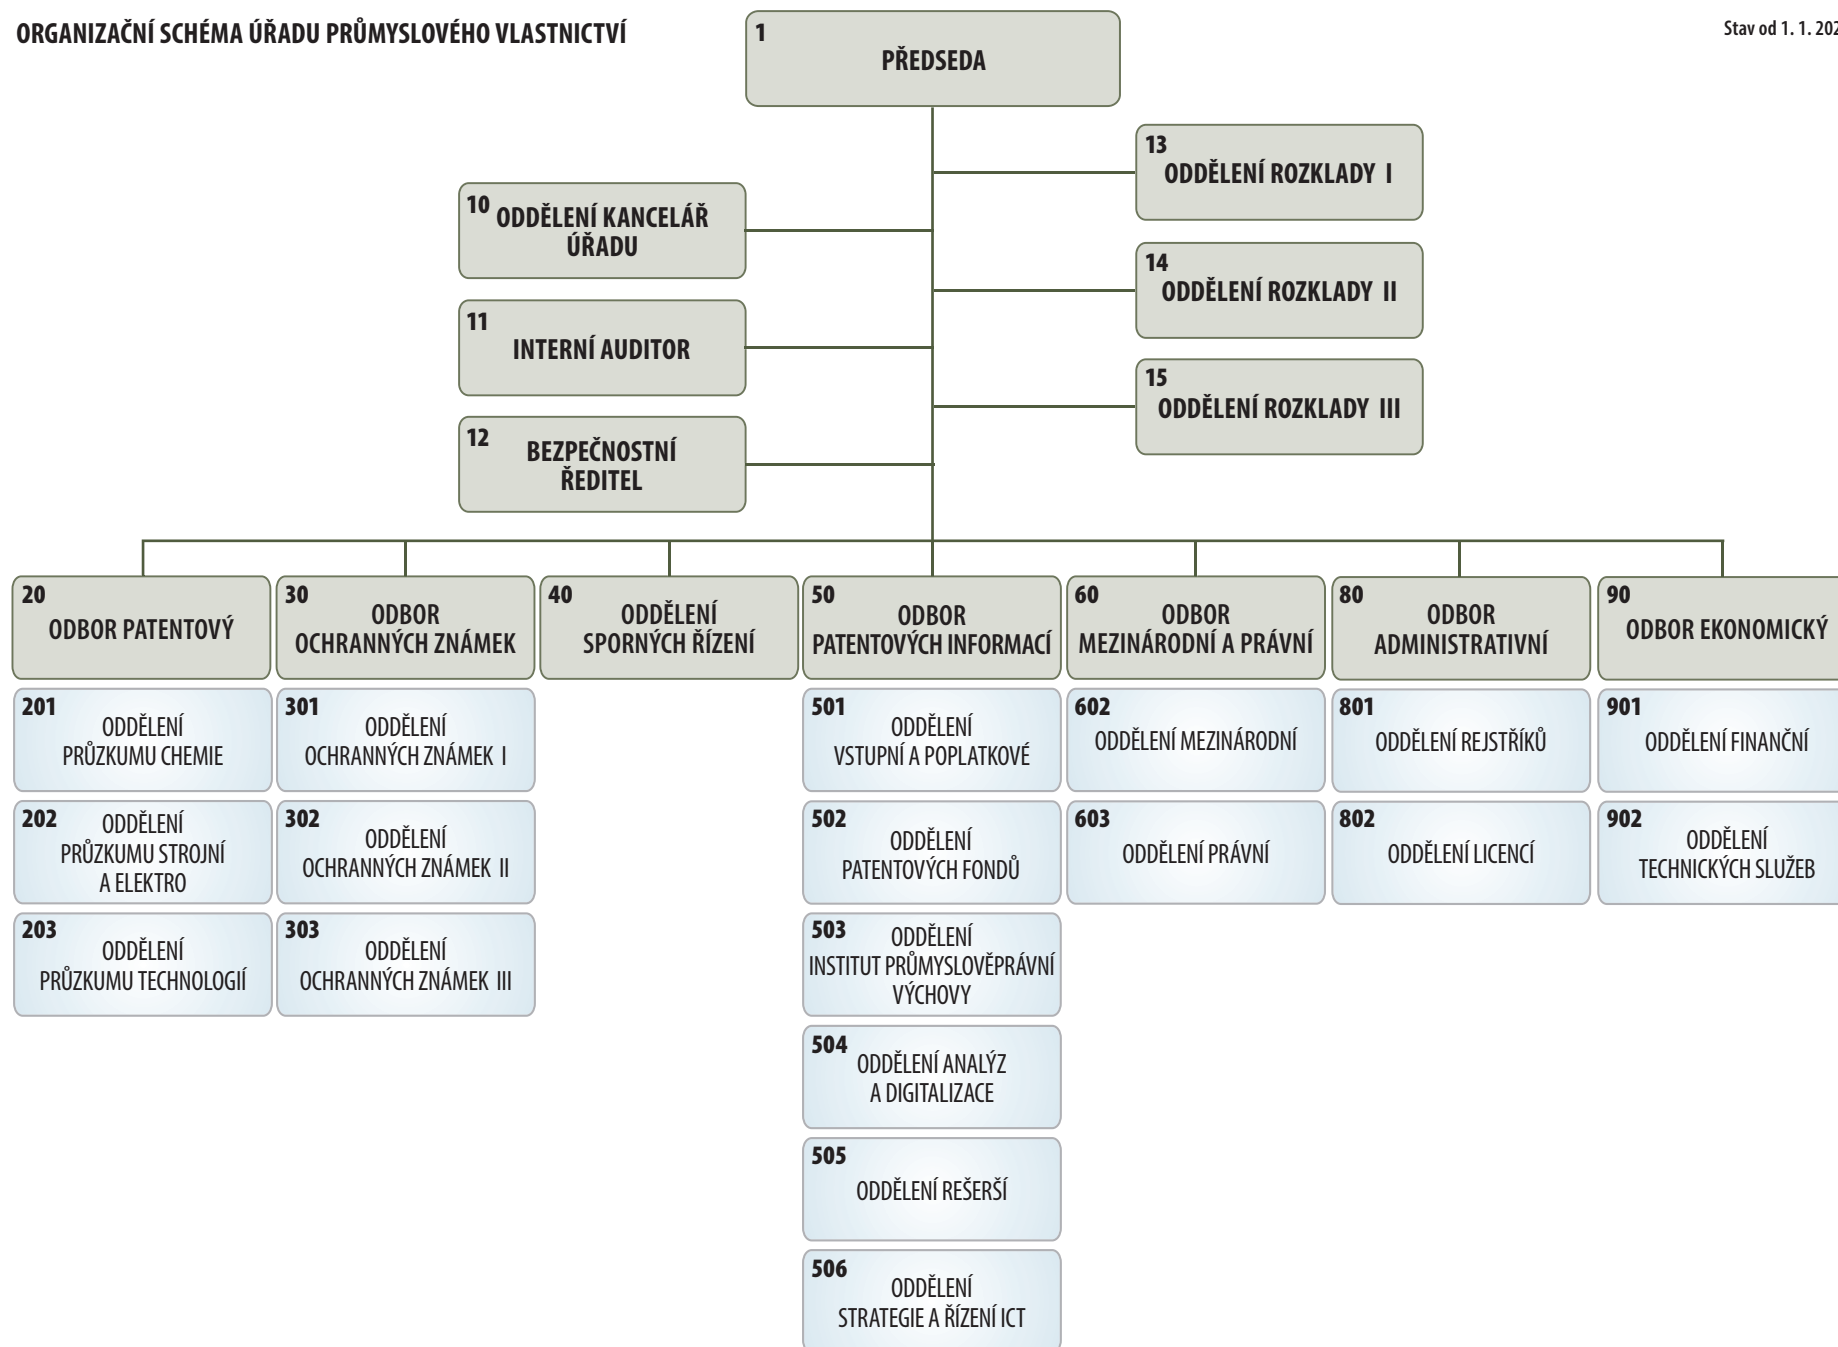 ORGANIZAČNÍ SCHÉMA ÚŘADU PRŮMYSLOVÉHO VLASTNICTVÍ
Stav od 1. 1. 202
1
PŘEDSEDA
13
ODDĚLENÍ ROZKLADY I
10
ODDĚLENÍ KANCELÁŘ
ÚŘADU
14
ODDĚLENÍ ROZKLADY II
11
INTERNÍ AUDITOR
15
ODDĚLENÍ ROZKLADY III
12
BEZPEČNOSTNÍ
ŘEDITEL
20
ODBOR PATENTOVÝ
30
ODBOR
OCHRANNÝCH ZNÁMEK
40
ODDĚLENÍ
SPORNÝCH ŘÍZENÍ
50
ODBOR
PATENTOVÝCH INFORMACÍ
60
ODBOR
MEZINÁRODNÍ A PRÁVNÍ
80
ODBOR
ADMINISTRATIVNÍ
90
ODBOR EKONOMICKÝ
201
ODDĚLENÍ
PRŮZKUMU CHEMIE
301
ODDĚLENÍ
OCHRANNÝCH ZNÁMEK I
501
ODDĚLENÍ
VSTUPNÍ A POPLATKOVÉ
602
ODDĚLENÍ MEZINÁRODNÍ
801
ODDĚLENÍ REJSTŘÍKŮ
901
ODDĚLENÍ FINANČNÍ
202
ODDĚLENÍ
PRŮZKUMU STROJNÍ
A ELEKTRO
302
ODDĚLENÍ
OCHRANNÝCH ZNÁMEK II
502
ODDĚLENÍ
PATENTOVÝCH FONDŮ
603
ODDĚLENÍ PRÁVNÍ
802
ODDĚLENÍ LICENCÍ
902
ODDĚLENÍ
TECHNICKÝCH SLUŽEB
203
ODDĚLENÍ
PRŮZKUMU TECHNOLOGIÍ
303
ODDĚLENÍ
OCHRANNÝCH ZNÁMEK III
503
ODDĚLENÍ
INSTITUT PRŮMYSLOVĚPRÁVNÍ
VÝCHOVY
504
ODDĚLENÍ ANALÝZ
A DIGITALIZACE
505
ODDĚLENÍ REŠERŠÍ
506
ODDĚLENÍ
STRATEGIE A ŘÍZENÍ ICT